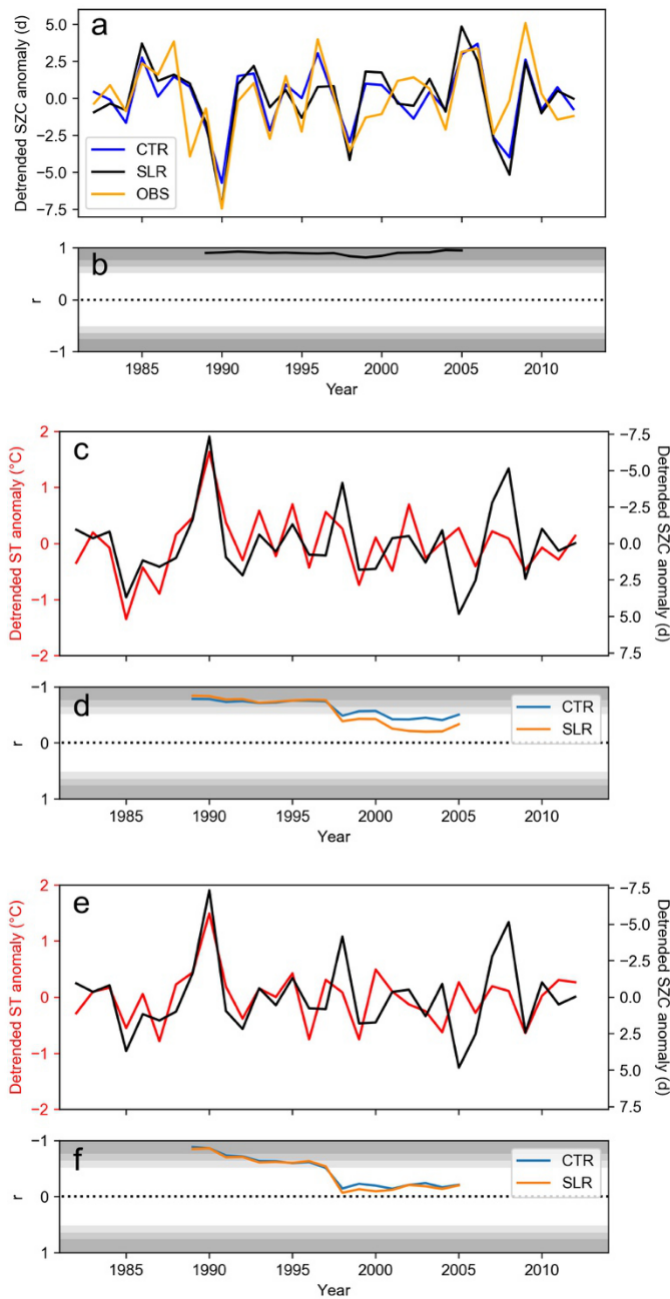 a
Detrended SZC anomaly (d)
5.0
2.5
0.0
−2.5
−5.0
−7.5
CTR
SLR
OBS
b
r
1
0
−1
1985
1990
1995
2000
2005
2010
Year
c
Detrended ST anomaly (°C)
2
1
0
−1
−2
−7.5
−5.0
−2.5
0.0
2.5
5.0
7.5
Detrended SZC anomaly (d)
d
r
−1
0
1
CTR
SLR
1985
1990
1995
2000
2005
2010
Year
e
Detrended ST anomaly (°C)
2
1
0
−1
−2
−7.5
−5.0
−2.5
0.0
2.5
5.0
7.5
Detrended SZC anomaly (d)
f
r
−1
0
1
CTR
SLR
1985
1990
1995
2000
2005
2010
Year